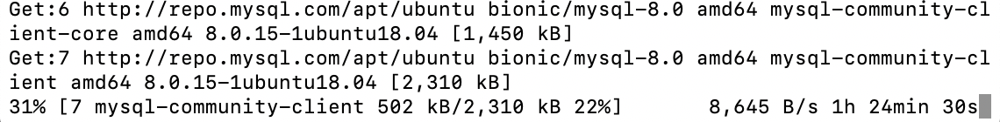 Get:6 http://repo.mysql.com/apt/ubuntu bionic/mysql-8.0 amd64 mysql-community-cl
ient-core amd64 8.0.15-1ubuntu18.04 [1,450 kB]
Get:7 http://repo.mysql.com/apt/ubuntu bionic/mysql-8.0 amd64 mysql-community-cl
ient amd64 8.0.15-1ubuntu18.04 [2,310 kB]
31% [7 mysql-community-client 502 kB/2,310 kB 22%]       8,645 B/s 1h 24min 30s